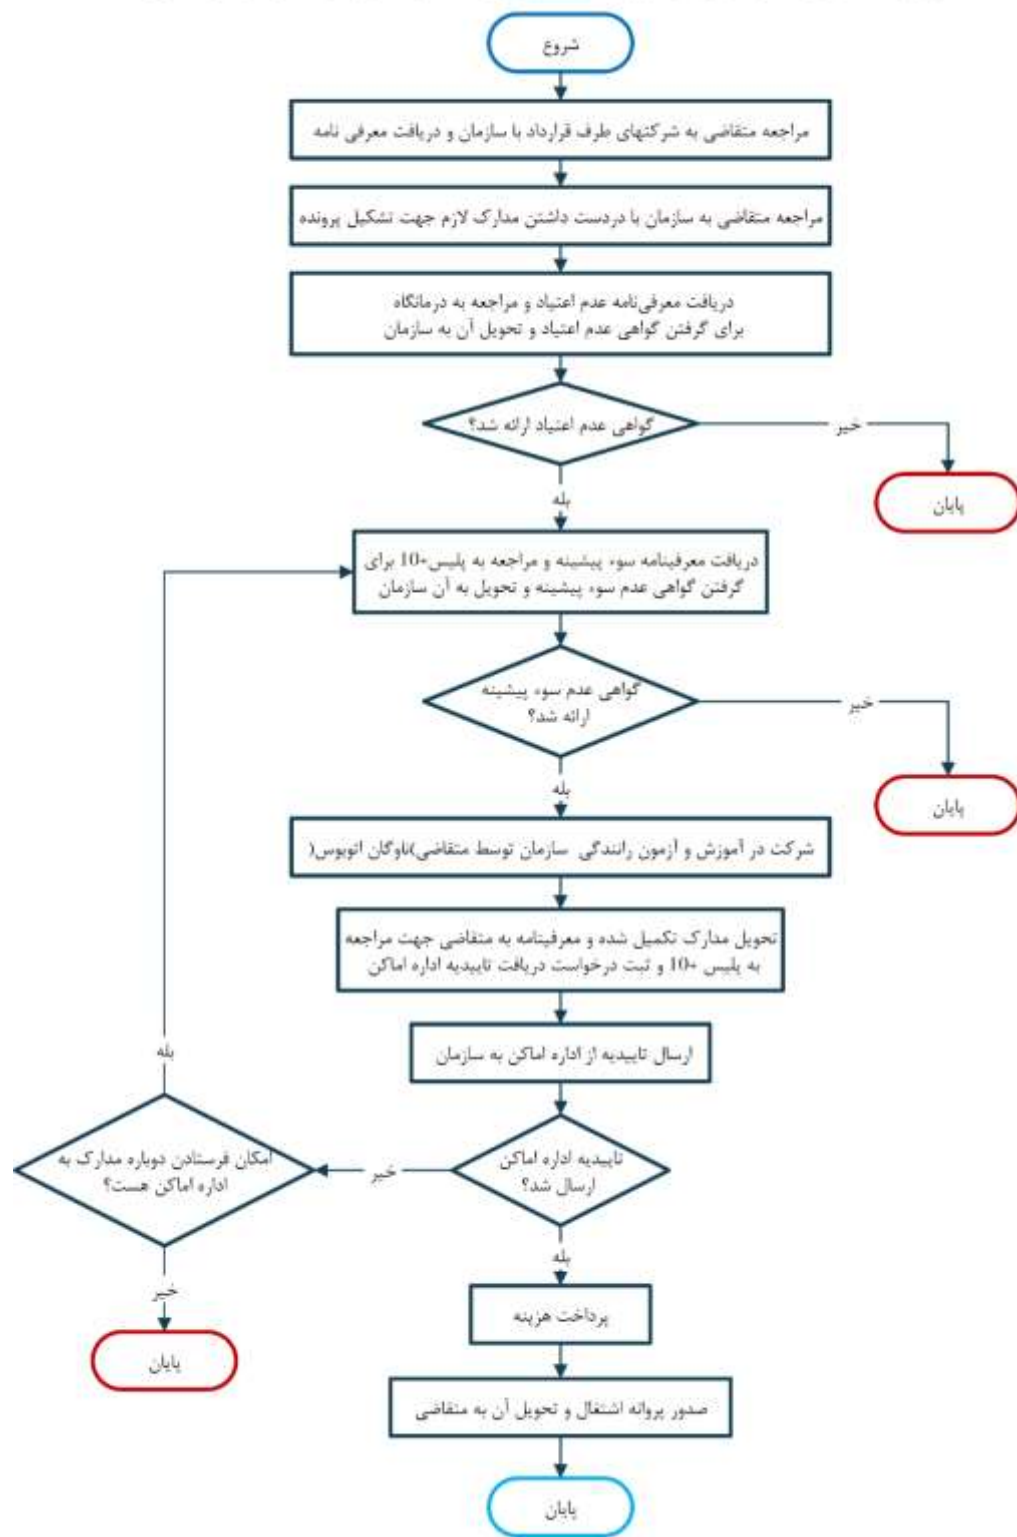 شروع
مراجعه متقاضی به شرکتهای طرف قرارداد با سازمان و دریافت معرفی نامه
مراجعه متقاضی به سازمان با دردست داشتن مدارک لازم جهت تشکیل پرونده
دریافت معرفی‌نامه عدم اعتیاد و مراجعه به درمانگاه
برای گرفتن گواهی عدم اعتیاد و تحویل آن به سازمان
گواهی عدم اعتیاد ارائه شد؟
خیر
پایان
بله
دریافت معرفینامه سوء پیشینه و مراجعه به پلیس+10 برای
گرفتن گواهی عدم سوء پیشینه و تحویل به آن سازمان
گواهی عدم سوء پیشینه
ارائه شد؟
خیر
پایان
بله
شرکت در آموزش و آزمون رانندگی سازمان توسط متقاضی)ناوگان اتوبوس(
تحویل مدارک تکمیل شده و معرفینامه به متقاضی جهت مراجعه
به پلیس +10 و ثبت درخواست دریافت تاییدیه اداره اماکن
ارسال تاییدیه از اداره اماکن به سازمان
تاییدیه اداره اماکن
ارسال شد؟
خیر
امکان فرستادن دوباره مدارک به
اداره اماکن هست؟
بله
خیر
پایان
بله
پرداخت هزینه
صدور پروانه اشتغال و تحویل آن به متقاضی
پایان